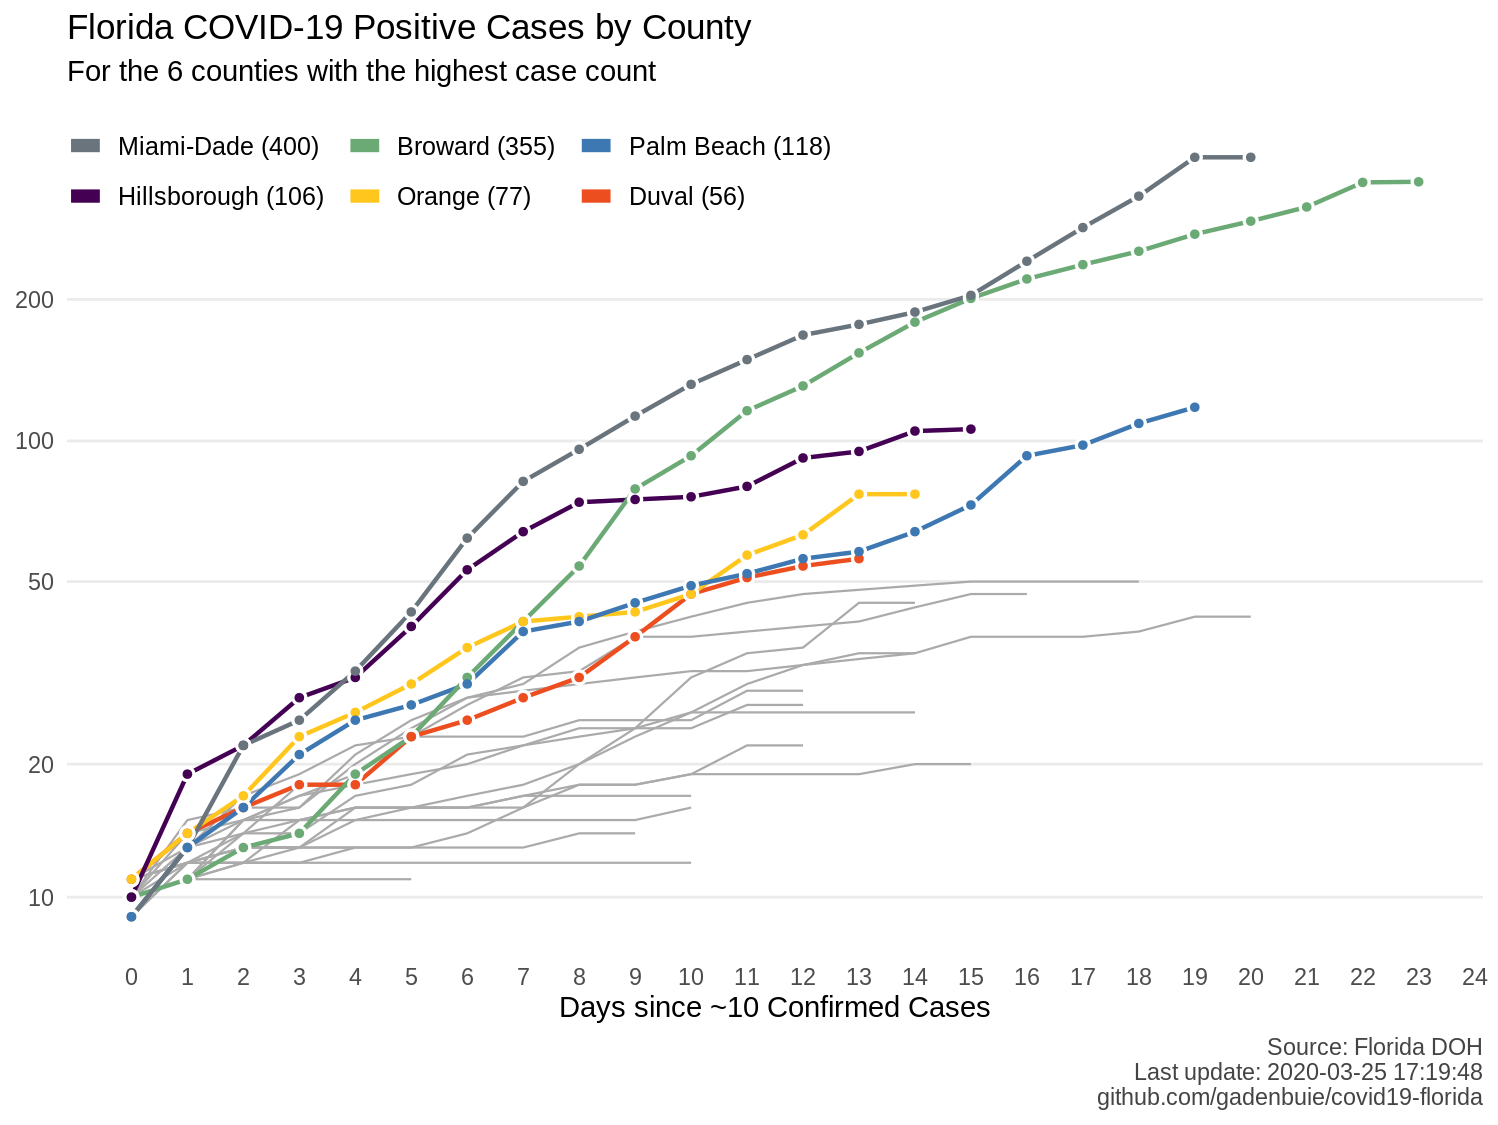 Florida COVID-19 Positive Cases by County
For the 6 counties with the highest case count
Miami-Dade (400) Broward (355) Palm Beach (118)
Hillsborough (106) Orange (77) Duval (56)
200
100
50
20
10
0 1 2 3 4 5 6 7 8 9 10 11 12 13 14 15 16 17 18 19 20 21 22 23 24
Days since ~10 Confirmed Cases
Source: Florida DOH
Last update: 2020-03-25 17:19:48
github.com/gadenbuie/covid19-florida